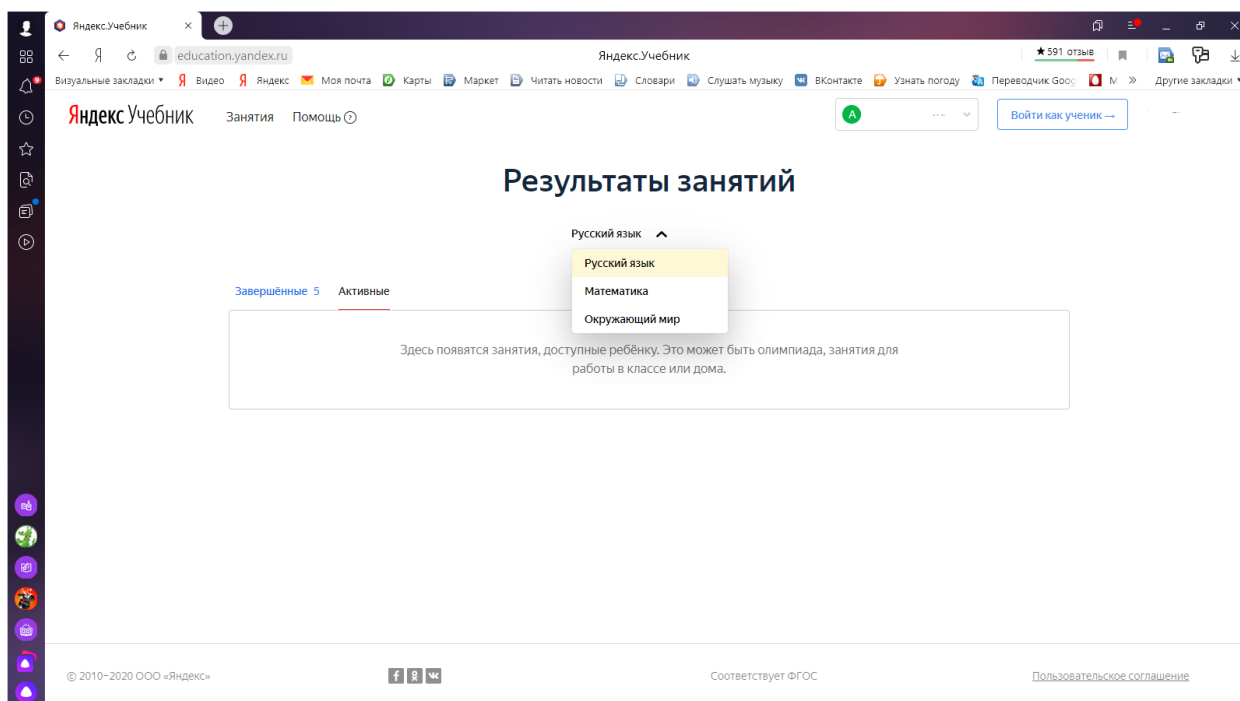 Яндекс.Учебник
education.yandex.ru
Яндекс.Учебник
★ 591 отзыв
Визуальные закладки
Видео
Яндекс
Моя почта
Карты
Маркет
Читать новости
Словари
Слушать музыку
ВКонтакте
Узнать погоду
Переводчик Goog
М
Другие закладки
Яндекс Учебник
Занятия
Помощь
А
Войти как ученик →
Результаты занятий
Русский язык
Русский язык
Математика
Окружающий мир
Завершённые 5
Активные
Здесь появятся занятия, доступные ребёнку. Это может быть олимпиада, занятия для
работы в классе или дома.
© 2010–2020 ООО «Яндекс»
Соответствует ФГОС
Пользовательское соглашение